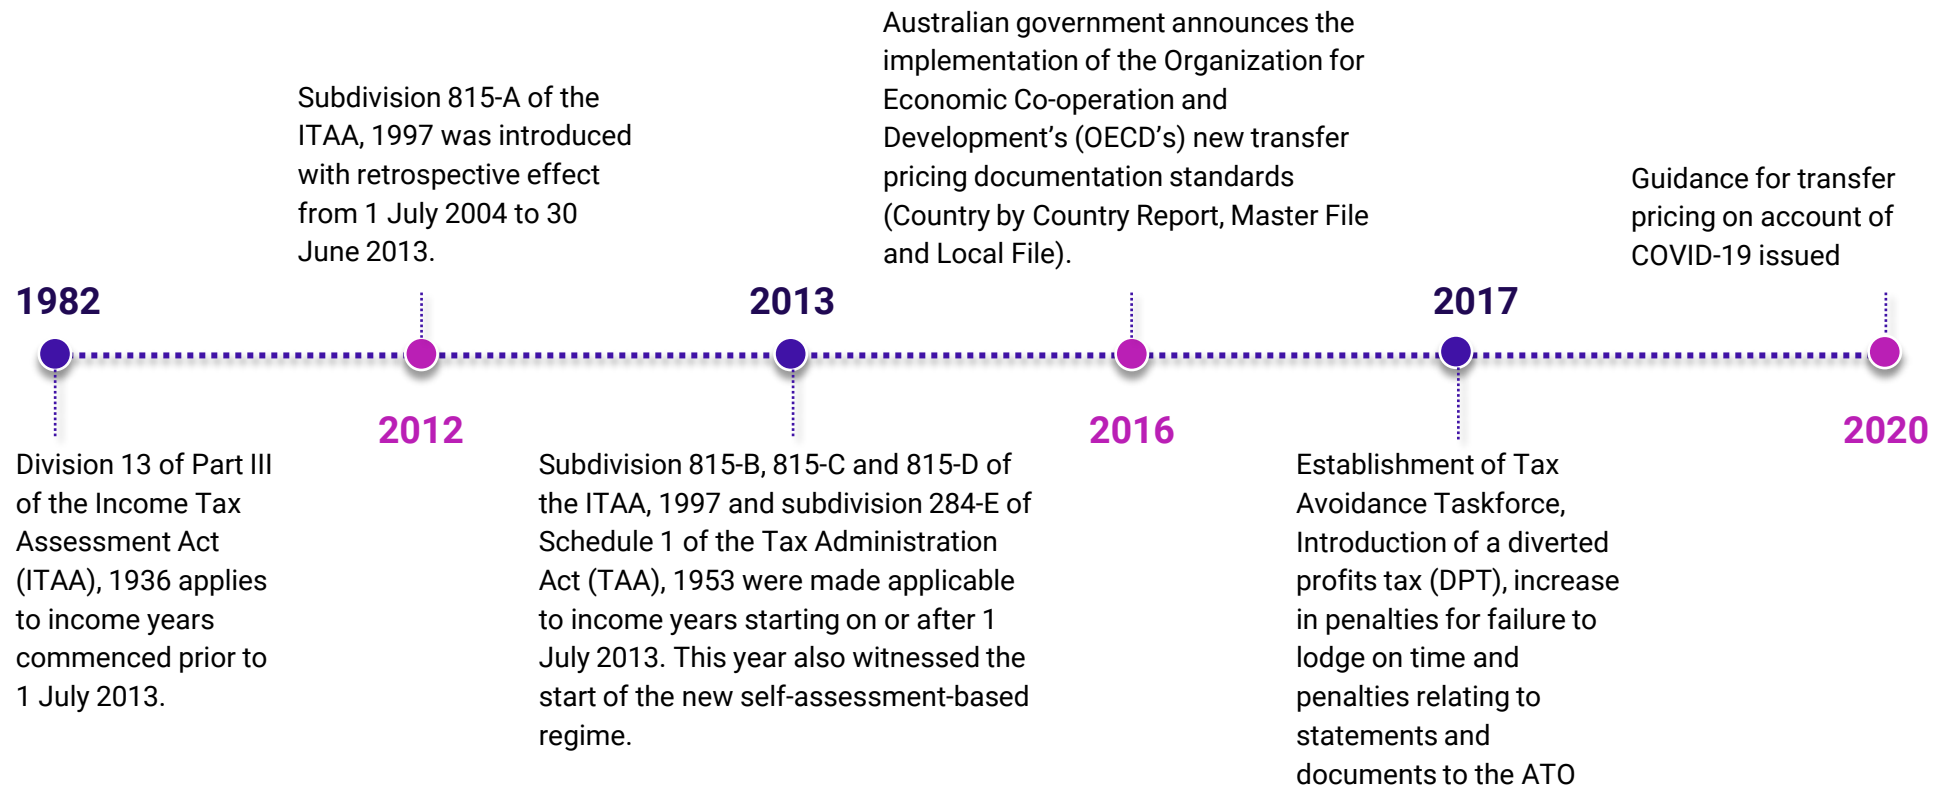 1982
Division 13 of Part III
of the Income Tax
Assessment Act
(ITAA), 1936 applies
to income years
commenced prior to
1 July 2013.
Subdivision 815-A of the
ITAA, 1997 was introduced
with retrospective effect
from 1 July 2004 to 30
June 2013.
2012
2013
Subdivision 815-B, 815-C and 815-D of
the ITAA, 1997 and subdivision 284-E of
Schedule 1 of the Tax Administration
Act (TAA), 1953 were made applicable
to income years starting on or after 1
July 2013. This year also witnessed the
start of the new self-assessment-based
regime.
Australian government announces the
implementation of the Organization for
Economic Co-operation and
Development’s (OECD’s) new transfer
pricing documentation standards
(Country by Country Report, Master File
and Local File).
2016
2017
Establishment of Tax
Avoidance Taskforce,
Introduction of a diverted
profits tax (DPT), increase
in penalties for failure to
lodge on time and
penalties relating to
statements and
documents to the ATO
Guidance for transfer
pricing on account of
COVID-19 issued
2020